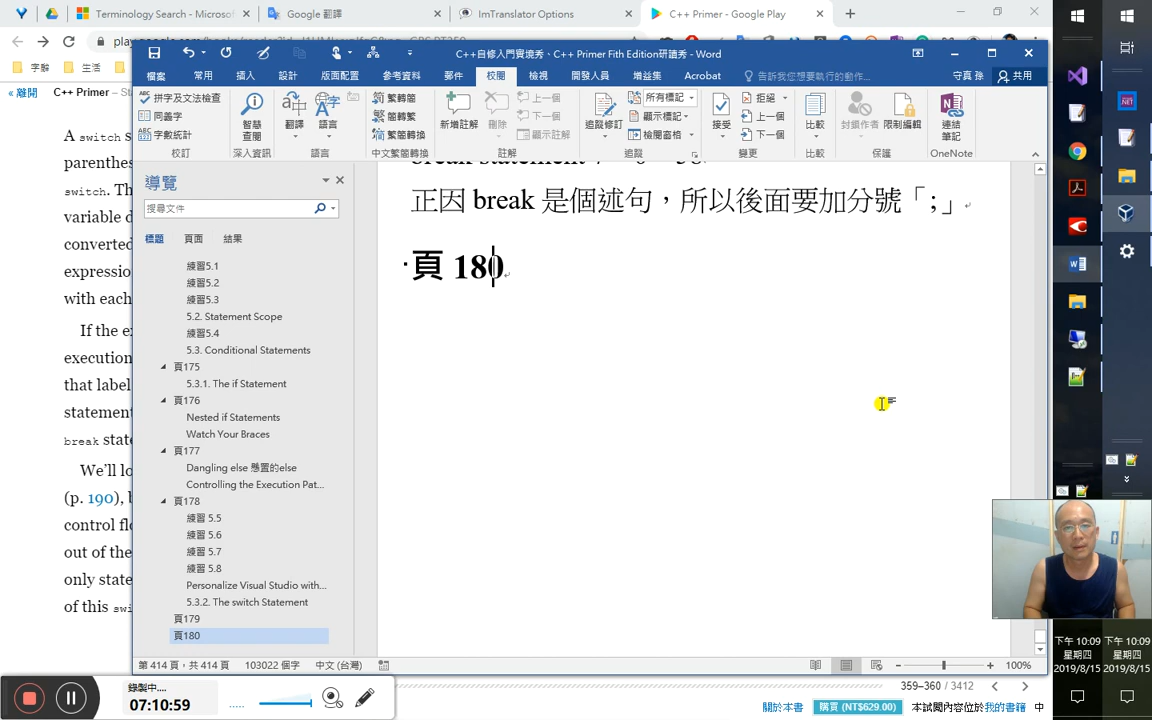 Terminology Search - Microsof
Google 翻譯
ImTranslator Options
C++ Primer - Google Play
字辭
生活
« 離開
C++ Primer
A switch s
parenthes
switch. Th
variable d
converted
expressio
with each
If the ex
execution
that label
statement
break state
We'll lo
(p. 190), b
control flo
out of the
only state
of this swi
C++自修入門實境秀、C++ Primer Fith Edition研讀秀 - Word
檔案
常用
插入
設計
版面配置
參考資料
郵件
校閱
檢視
開發人員
增益集
Acrobat
告訴我您想要執行的動作...
守真 孫
共用
拼字及文法檢查
同義字
字數統計
校訂
智慧查閱
深入資訊
翻譯
語言
語言
繁轉簡
簡轉繁
繁簡轉換
中文繁簡轉換
新增註解
刪除
上一個
下一個
顯示註解
註解
追蹤修訂
所有標記
顯示標記
檢閱窗格
追蹤
接受
拒絕
上一個
下一個
變更
比較
比較
封鎖作者
限制編輯
保護
連結筆記
OneNote
導覽
搜尋文件
標題
頁面
結果
練習5.1
練習5.2
練習5.3
5.2. Statement Scope
練習5.4
5.3. Conditional Statements
頁175
5.3.1. The if Statement
頁176
Nested if Statements
Watch Your Braces
頁177
Dangling else 懸置的else
Controlling the Execution Pat...
頁178
練習 5.5
練習 5.6
練習 5.7
練習 5.8
Personalize Visual Studio with...
5.3.2. The switch Statement
頁179
頁180
正因 break 是個述句，所以後面要加分號「;」
頁 180
第 414 頁，共 414 頁
103022 個字
中文 (台灣)
100%
錄製中....
07:10:59
359–360 / 3412
關於本書
購買 (NT$629.00)
本試閱內容位於我的書籍
中
下午 10:09
星期四
2019/8/15
下午 10:09
星期四
2019/8/15